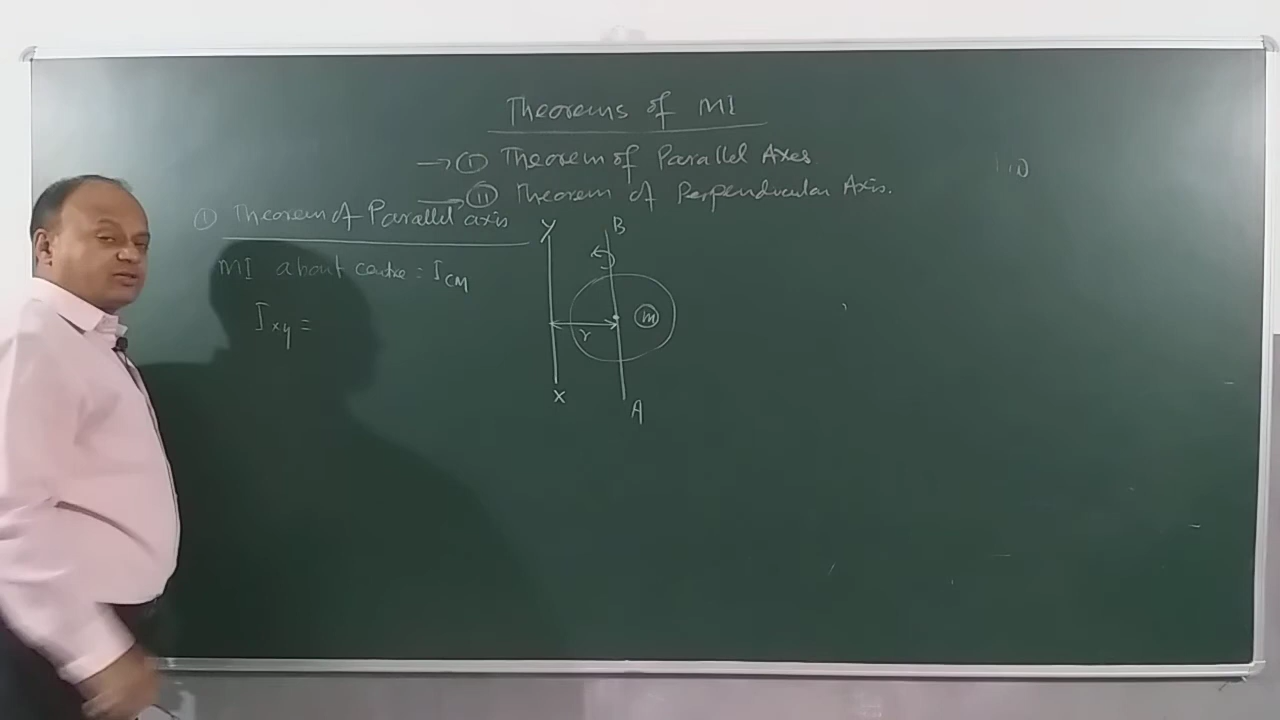 Theorems of MI
→ (I) Theorem of Parallel Axes
→ (II) Theorem of Perpendicular Axis.
(I) Theorem of Parallel axis
MI about centre = I_CM
I_xy =
Y
B
m
r
X
A